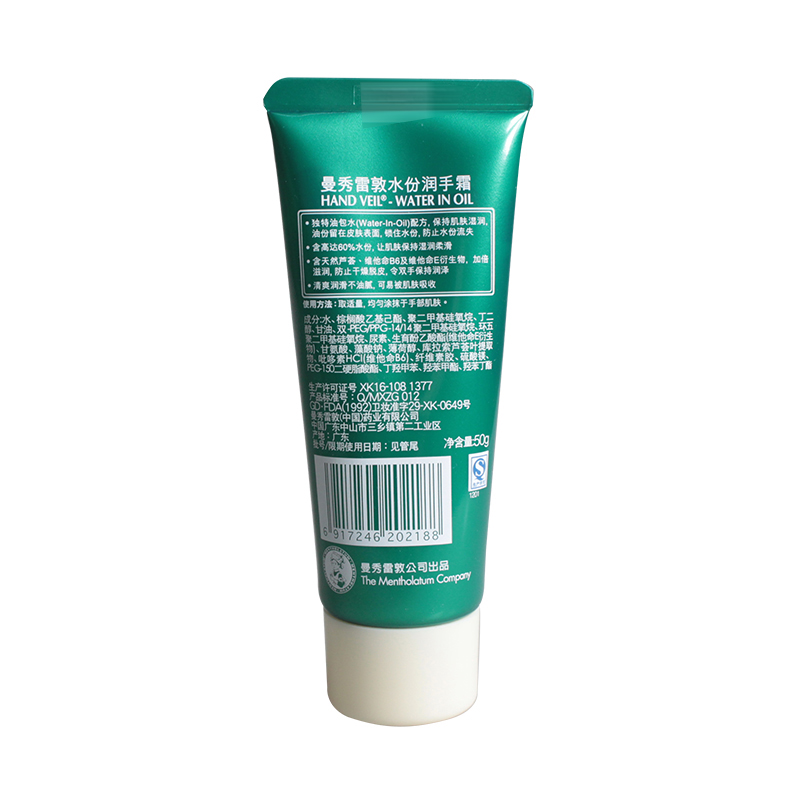 曼秀雷敦水份润手霜
HAND VEIL® - WATER IN OIL
• 独特油包水(Water-In-Oil)配方, 保持肌肤湿润,
油份留在皮肤表面, 锁住水份, 防止水份流失
• 含高达60%水份, 让肌肤保持湿润柔滑
• 含天然芦荟、维他命B6及维他命E衍生物, 加倍
滋润, 防止干燥脱皮, 令双手保持润泽
• 清爽润滑不油腻, 可易被肌肤吸收
使用方法: 取适量, 均匀涂抹于手部肌肤。
成分:水、棕榈酸乙基己酯、聚二甲基硅氧烷、丁二
醇、甘油、双-PEG/PPG-14/14聚二甲基硅氧烷、环五
聚二甲基硅氧烷、尿素、生育酚乙酸酯(维他命E衍生
物)、甘氨酸、藻酸钠、薄荷醇、库拉索芦荟叶提取
物、吡哆素HCl(维他命B6)、纤维素胶、硫酸镁、
PEG-150二硬脂酸酯、丁羟甲苯、羟苯甲酯、羟苯丁酯
生产许可证号 XK16-108 1377
产品标准号: Q/MXZG 012
GD-FDA(1992)卫妆准字29-XK-0649号
曼秀雷敦(中国)药业有限公司
中国广东中山市三乡镇第二工业区
产地: 广东
批号/限期使用日期: 见管尾
净含量:50g
1201
6 917246 202188
曼秀雷敦公司出品
The Mentholatum Company